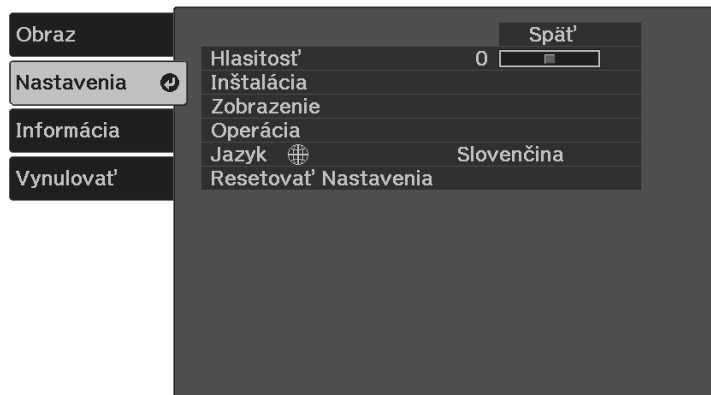 Obraz
Nastavenia
Informácia
Vynulovať
Späť
Hlasitosť 0
Inštalácia
Zobrazenie
Operácia
Jazyk Slovenčina
Resetovať Nastavenia